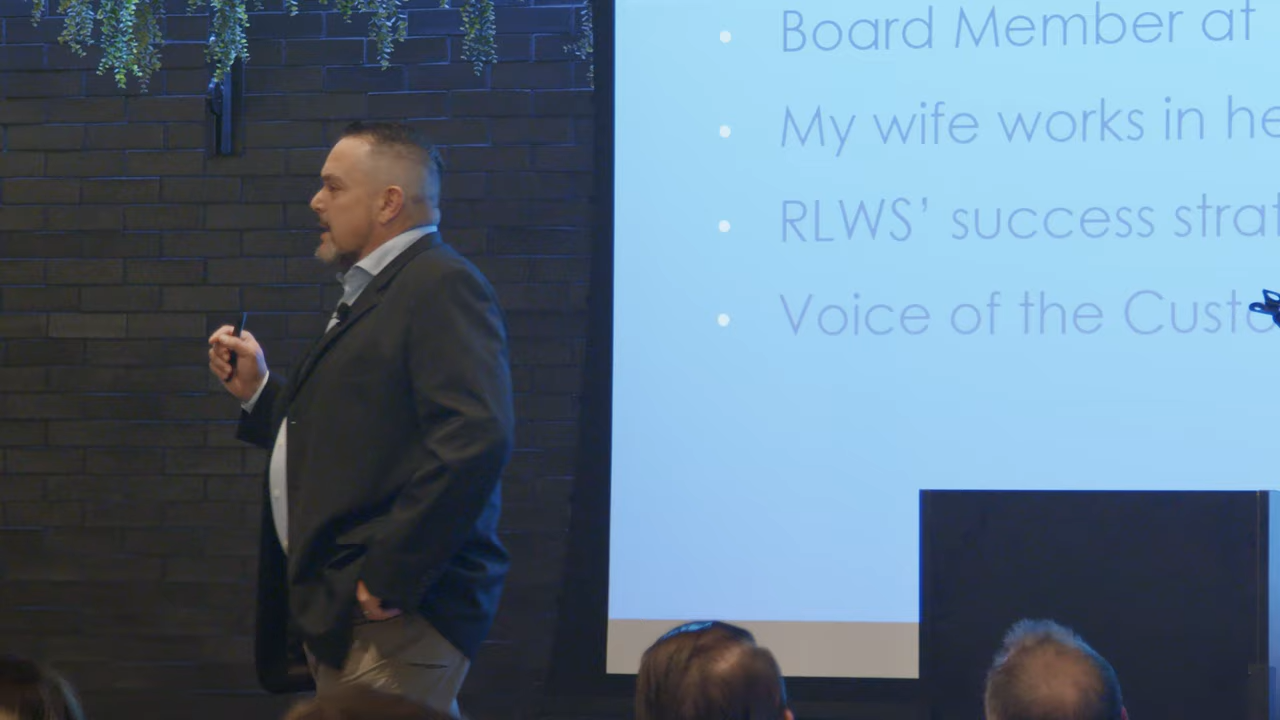 • Board Member at
• My wife works in he
• RLWS’ success strat
• Voice of the Custo